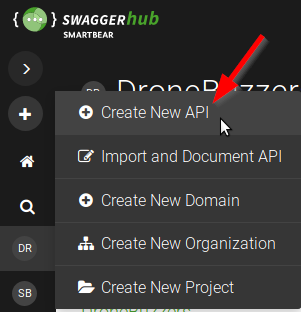 {...} SWAGGERhub
SMARTBEAR
DR
Create New API
Import and Document API
Create New Domain
Create New Organization
DR
Create New Project
SB